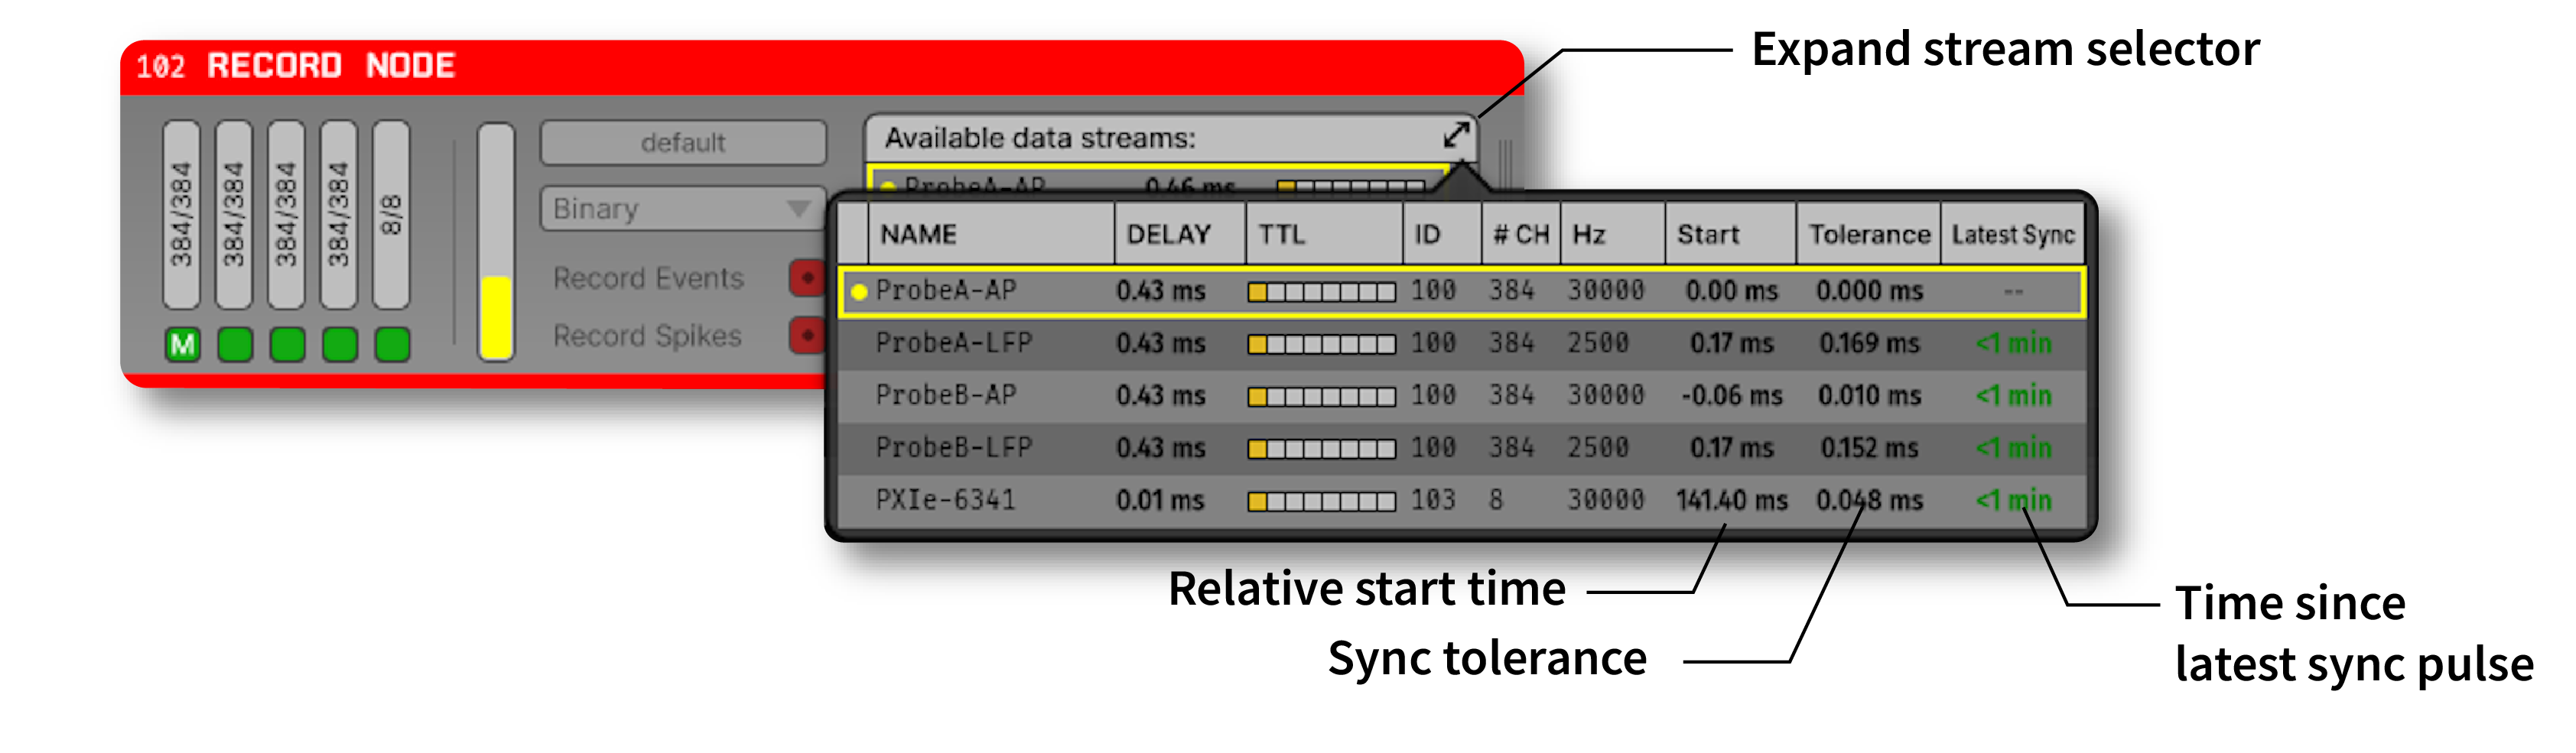 Expand stream selector
102 RECORD NODE
384/384
384/384
384/384
384/384
8/8
M
default
Binary
Record Events
Record Spikes
Available data streams:
ProbeA-AP 0.46 ms
NAME DELAY TTL ID # CH Hz Start Tolerance Latest Sync
ProbeA-AP 0.43 ms 100 384 30000 0.00 ms 0.000 ms --
ProbeA-LFP 0.43 ms 100 384 2500 0.17 ms 0.169 ms <1 min
ProbeB-AP 0.43 ms 100 384 30000 -0.06 ms 0.010 ms <1 min
ProbeB-LFP 0.43 ms 100 384 2500 0.17 ms 0.152 ms <1 min
PXIe-6341 0.01 ms 103 8 30000 141.40 ms 0.048 ms <1 min
Relative start time
Sync tolerance
Time since
latest sync pulse